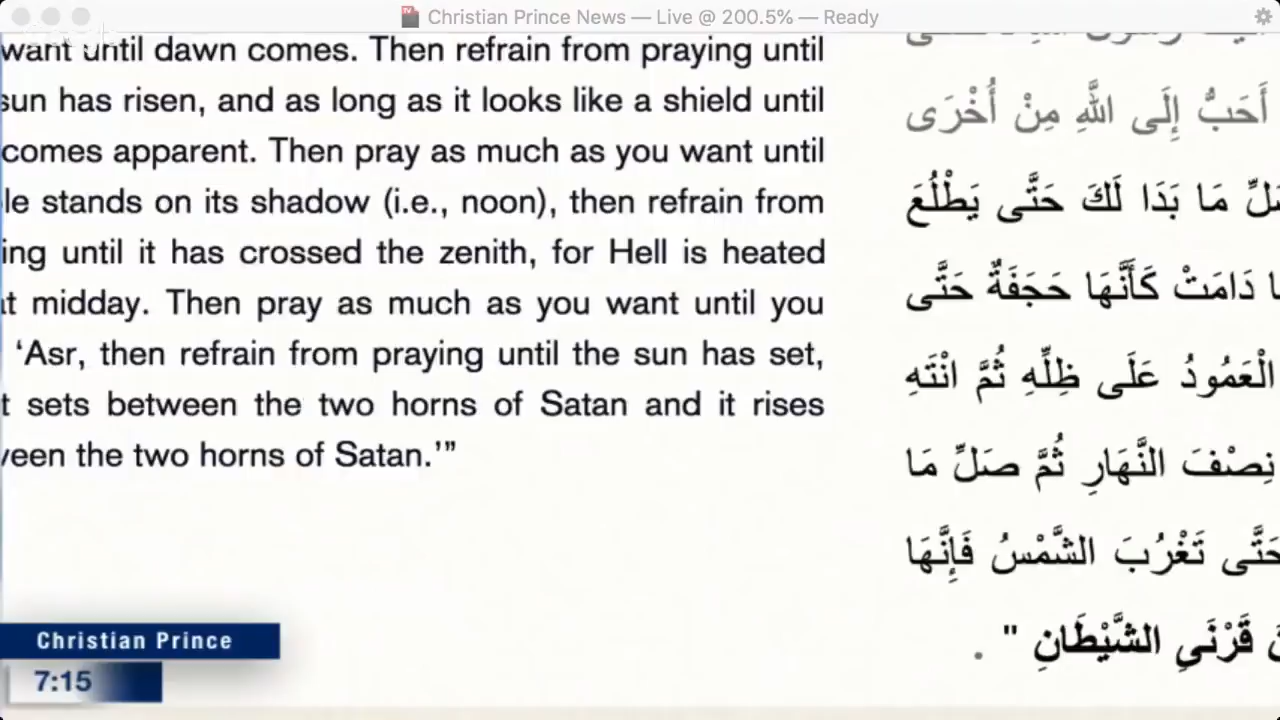 Christian Prince News — Live @ 200.5% — Ready
want until dawn comes. Then refrain from praying until
sun has risen, and as long as it looks like a shield until
comes apparent. Then pray as much as you want until
le stands on its shadow (i.e., noon), then refrain from
ing until it has crossed the zenith, for Hell is heated
at midday. Then pray as much as you want until you
‘Asr, then refrain from praying until the sun has set,
t sets between the two horns of Satan and it rises
ween the two horns of Satan.’”
أَحَبُّ إِلَى اللَّهِ مِنْ أُخْرَى
صَلِّ مَا بَدَا لَكَ حَتَّى يَطْلُعَ
مَا دَامَتْ كَأَنَّهَا حَجَفَةٌ حَتَّى
الْعَمُودُ عَلَى ظِلِّهِ ثُمَّ انْتَهِ
نِصْفَ النَّهَارِ ثُمَّ صَلِّ مَا
حَتَّى تَغْرُبَ الشَّمْسُ فَإِنَّهَا
قَرْنَيِ الشَّيْطَانِ " .
Christian Prince
7:15